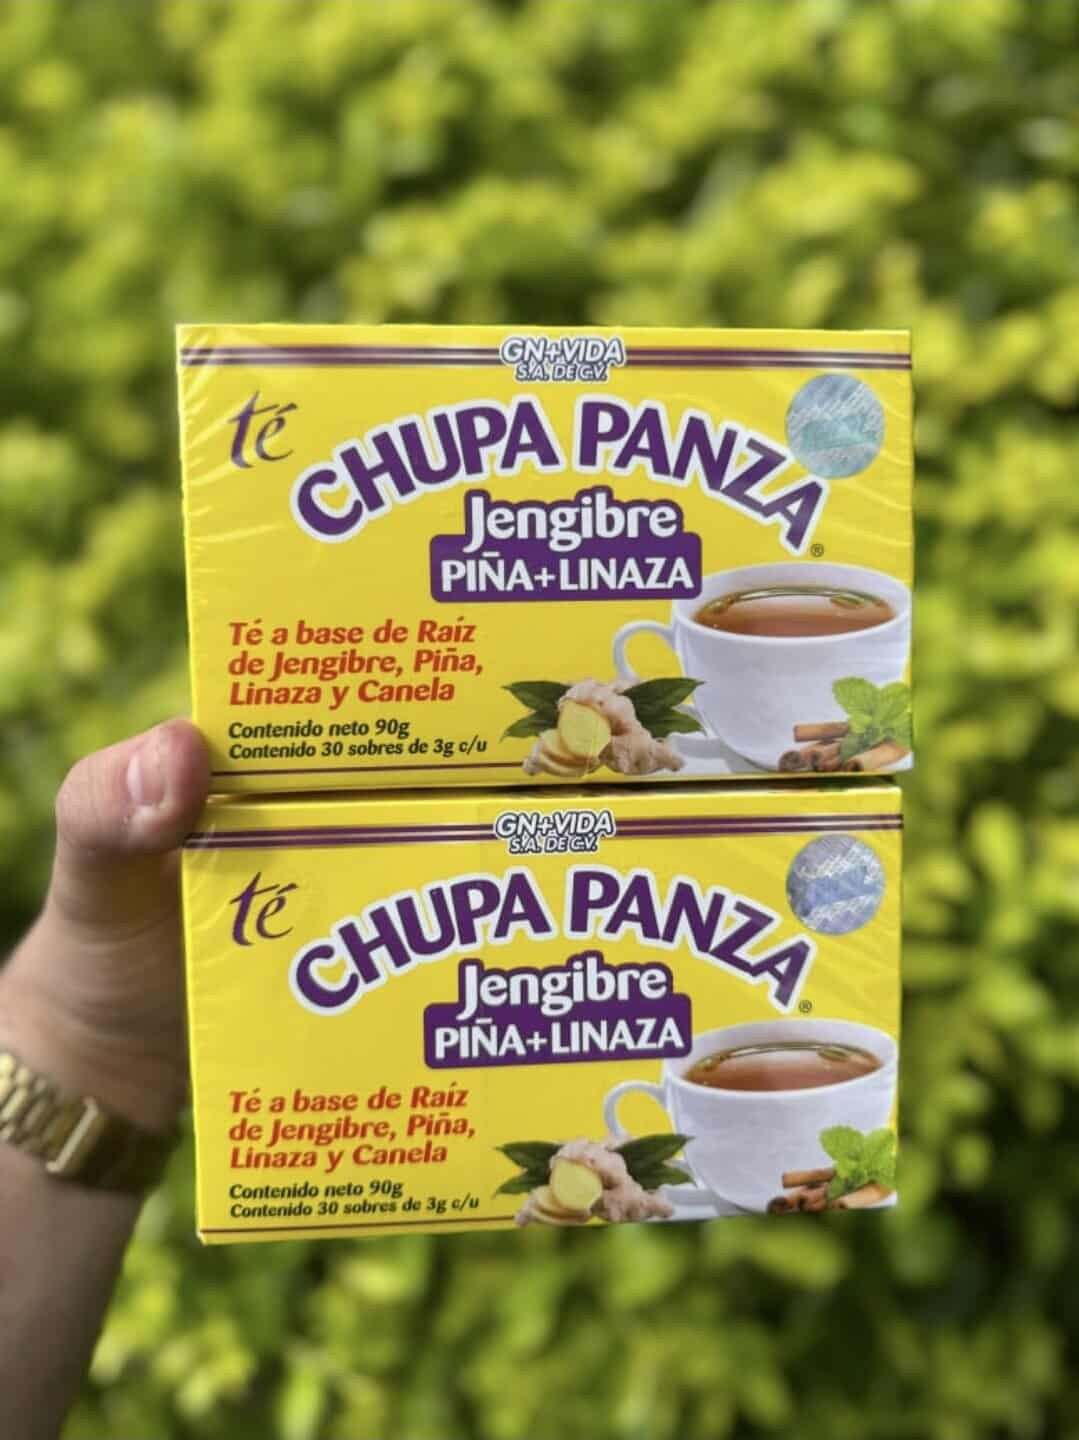 GN+VIDA
S.A. DE C.V.
té
CHUPA PANZA
®
Jengibre
PIÑA+LINAZA
Té a base de Raíz
de Jengibre, Piña,
Linaza y Canela
Contenido neto 90g
Contenido 30 sobres de 3g c/u
GN+VIDA
S.A. DE C.V.
té
CHUPA PANZA
®
Jengibre
PIÑA+LINAZA
Té a base de Raíz
de Jengibre, Piña,
Linaza y Canela
Contenido neto 90g
Contenido 30 sobres de 3g c/u